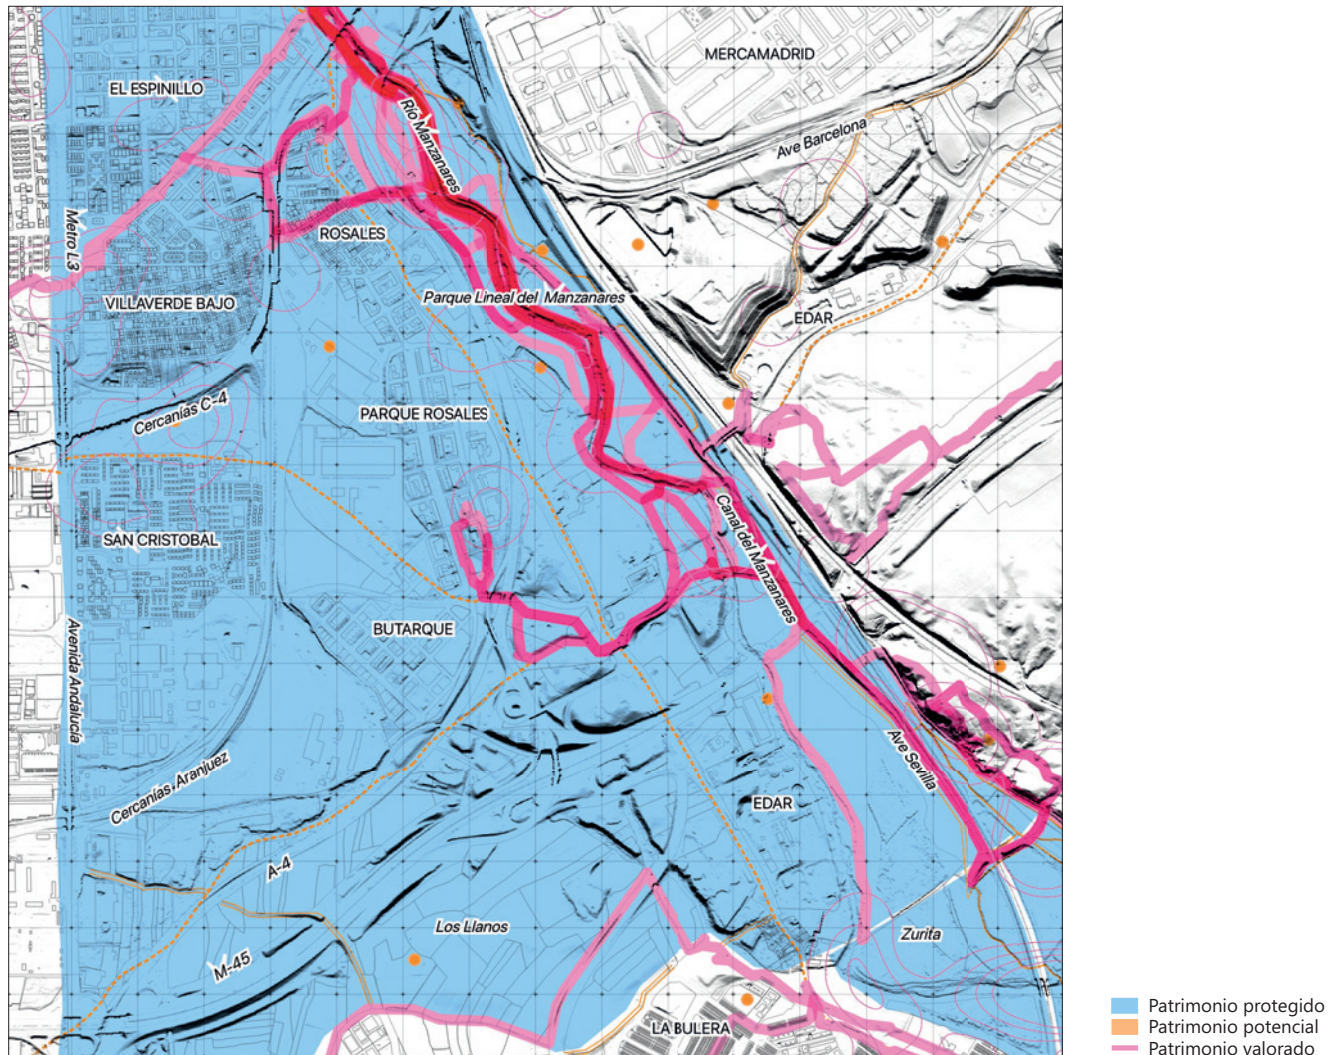 MERCAMADRID
EL ESPINILLO
Río Manzanares
Ave Barcelona
Metro L3
ROSALES
Parque Lineal del Manzanares
VILLAVERDE BAJO
EDAR
Cercanías C-4
PARQUE ROSALES
SAN CRISTOBAL
Canal del Manzanares
BUTARQUE
Avenida Andalucía
Ave Sevilla
Cercanías Aranjuez
EDAR
A-4
Los Llanos
Zurita
M-45
LA BULERA
Patrimonio protegido
Patrimonio potencial
Patrimonio valorado